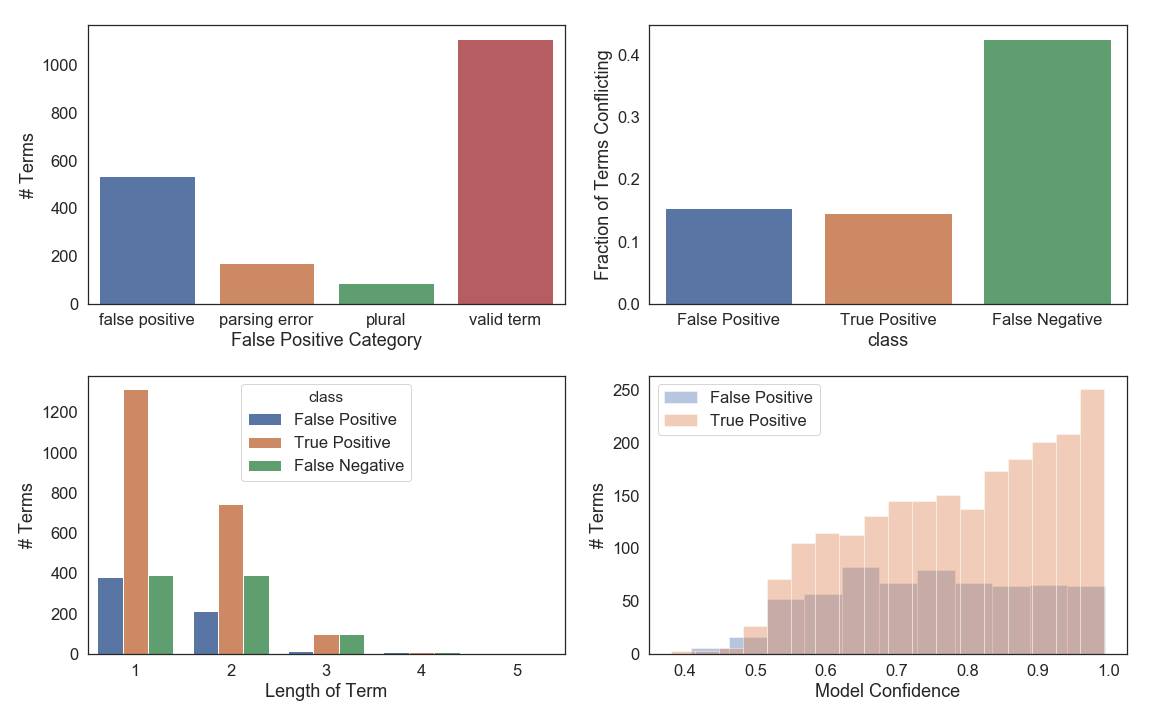 # Terms
1000
800
600
400
200
0
false positive parsing error plural valid term
False Positive Category
Fraction of Terms Conflicting
0.4
0.3
0.2
0.1
0.0
False Positive True Positive False Negative
class
# Terms
1200
1000
800
600
400
200
0
class
False Positive
True Positive
False Negative
1 2 3 4 5
Length of Term
# Terms
250
200
150
100
50
0
False Positive
True Positive
0.4 0.5 0.6 0.7 0.8 0.9 1.0
Model Confidence